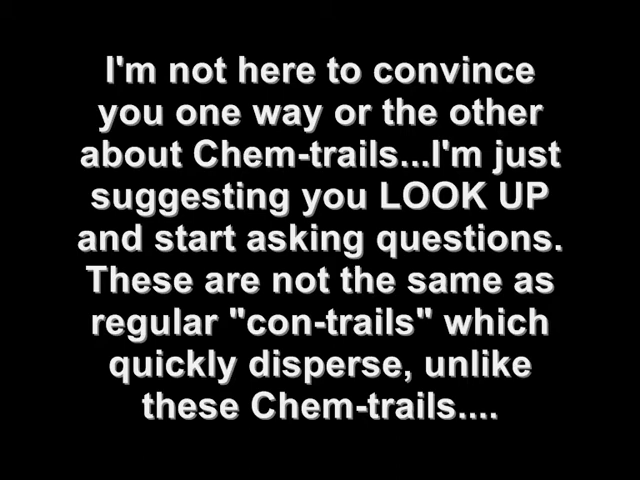 I'm not here to convince
you one way or the other
about Chem-trails...I'm just
suggesting you LOOK UP
and start asking questions.
These are not the same as
regular "con-trails" which
quickly disperse, unlike
these Chem-trails....